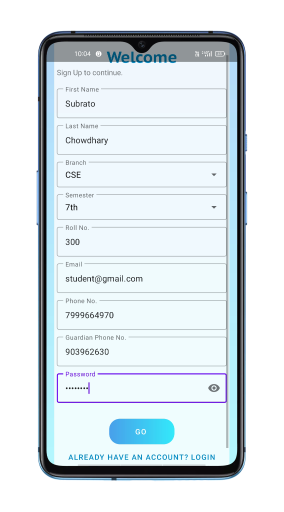 10:04
Welcome
Sign Up to continue.
First Name
Subrato
Last Name
Chowdhary
Branch
CSE
Semester
7th
Roll No.
300
Email
student@gmail.com
Phone No.
7999664970
Guardian Phone No.
903962630
Password
••••••••
GO
ALREADY HAVE AN ACCOUNT? LOGIN